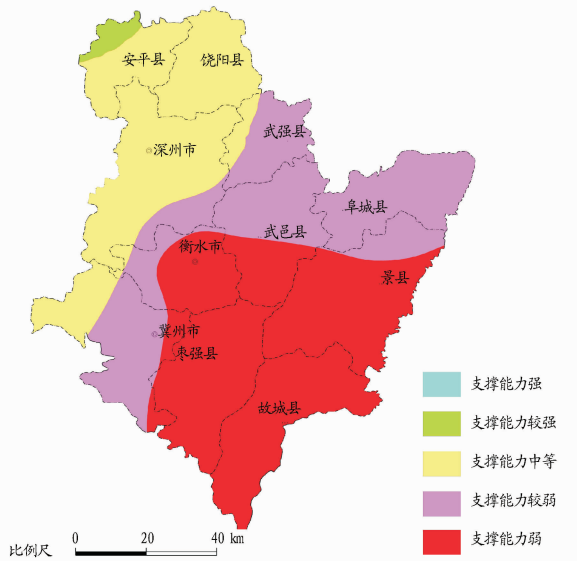 安平县
饶阳县
武强县
深州市
阜城县
武邑县
衡水市
景县
冀州市
枣强县
故城县
支撑能力强
支撑能力较强
支撑能力中等
支撑能力较弱
支撑能力弱
比例尺 0 20 40 km